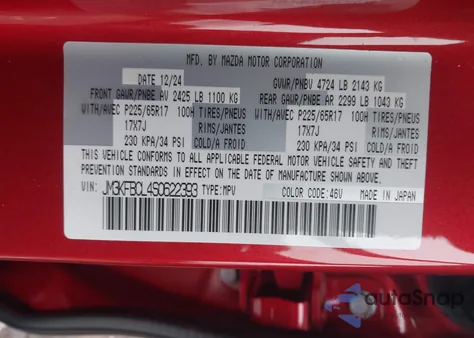 MFD. BY MAZDA MOTOR CORPORATION
DATE 12/24 GVWR/PNBV 4724 LB 2143 KG
FRONT GAWR/PNBE AV 2425 LB 1100 KG REAR GAWR/PNBE AR 2299 LB 1043 KG
WITH/AVEC P225/65R17 100H TIRES/PNEUS WITH/AVEC P225/65R17 100H TIRES/PNEUS
17X7J RIMS/JANTES 17X7J RIMS/JANTES
230 KPA/34 PSI COLD/A FROID 230 KPA/34 PSI COLD/A FROID
THIS VEHICLE CONFORMS TO ALL APPLICABLE FEDERAL MOTOR VEHICLE SAFETY AND THEFT PREVENTION
STANDARDS IN EFFECT ON THE DATE OF MANUFACTURE SHOWN ABOVE.
VIN: JM3KFBCL4S0622393 TYPE:MPV COLOR CODE:46V MADE IN JAPAN
autoSnap